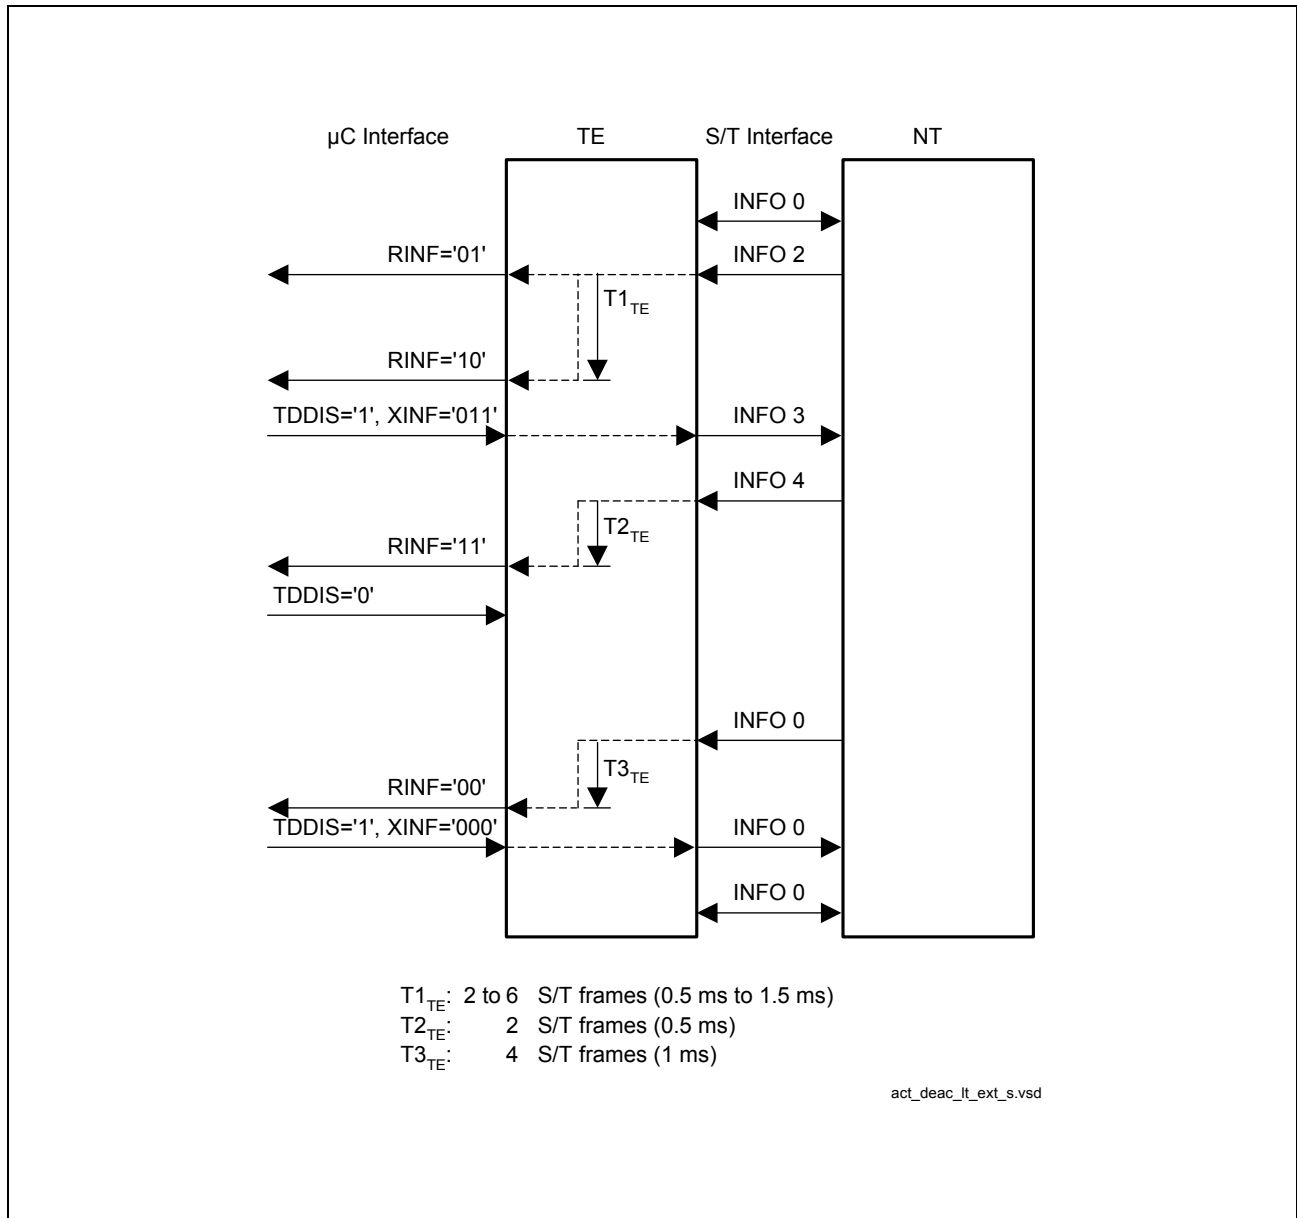 µC Interface TE S/T Interface NT
INFO 0
RINF='01' INFO 2
T1TE
RINF='10'
TDDIS='1', XINF='011' INFO 3
INFO 4
T2TE
RINF='11'
TDDIS='0'
INFO 0
T3TE
RINF='00'
TDDIS='1', XINF='000' INFO 0
INFO 0
T1TE: 2 to 6 S/T frames (0.5 ms to 1.5 ms)
T2TE: 2 S/T frames (0.5 ms)
T3TE: 4 S/T frames (1 ms)
act_deac_lt_ext_s.vsd